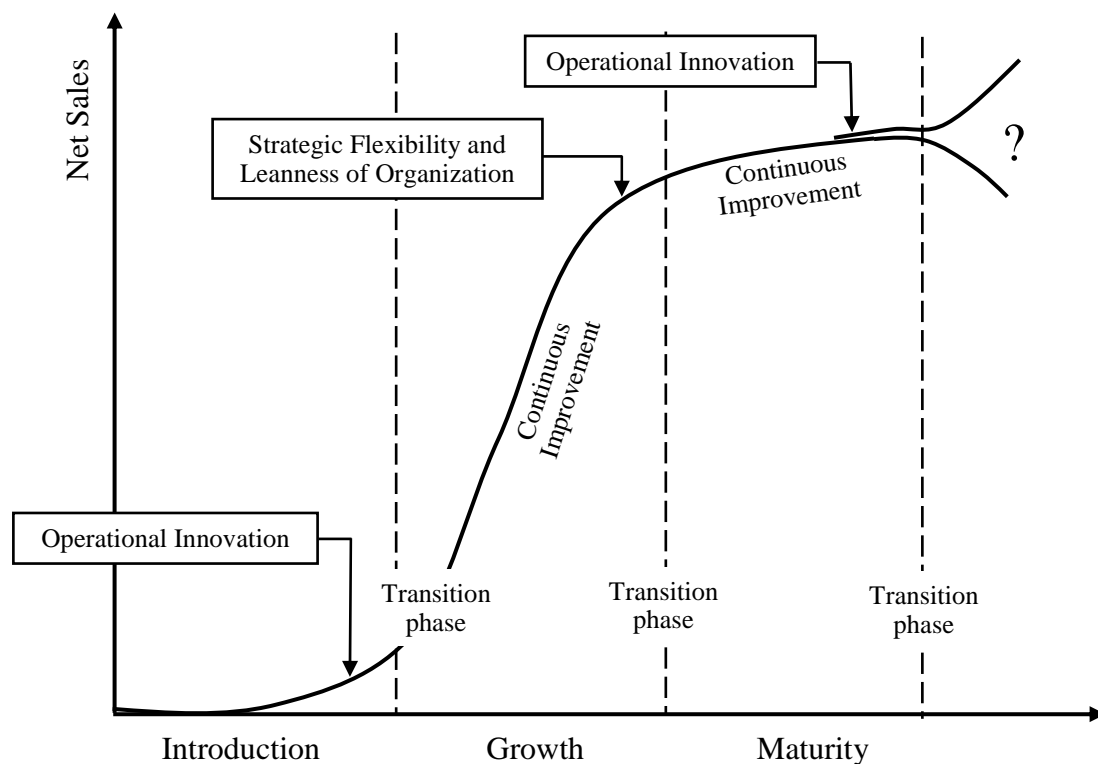 Net Sales
Operational Innovation
Strategic Flexibility and
Leanness of Organization
?
Continuous
Improvement
Continuous
Improvement
Operational Innovation
Transition
phase
Transition
phase
Transition
phase
Introduction
Growth
Maturity